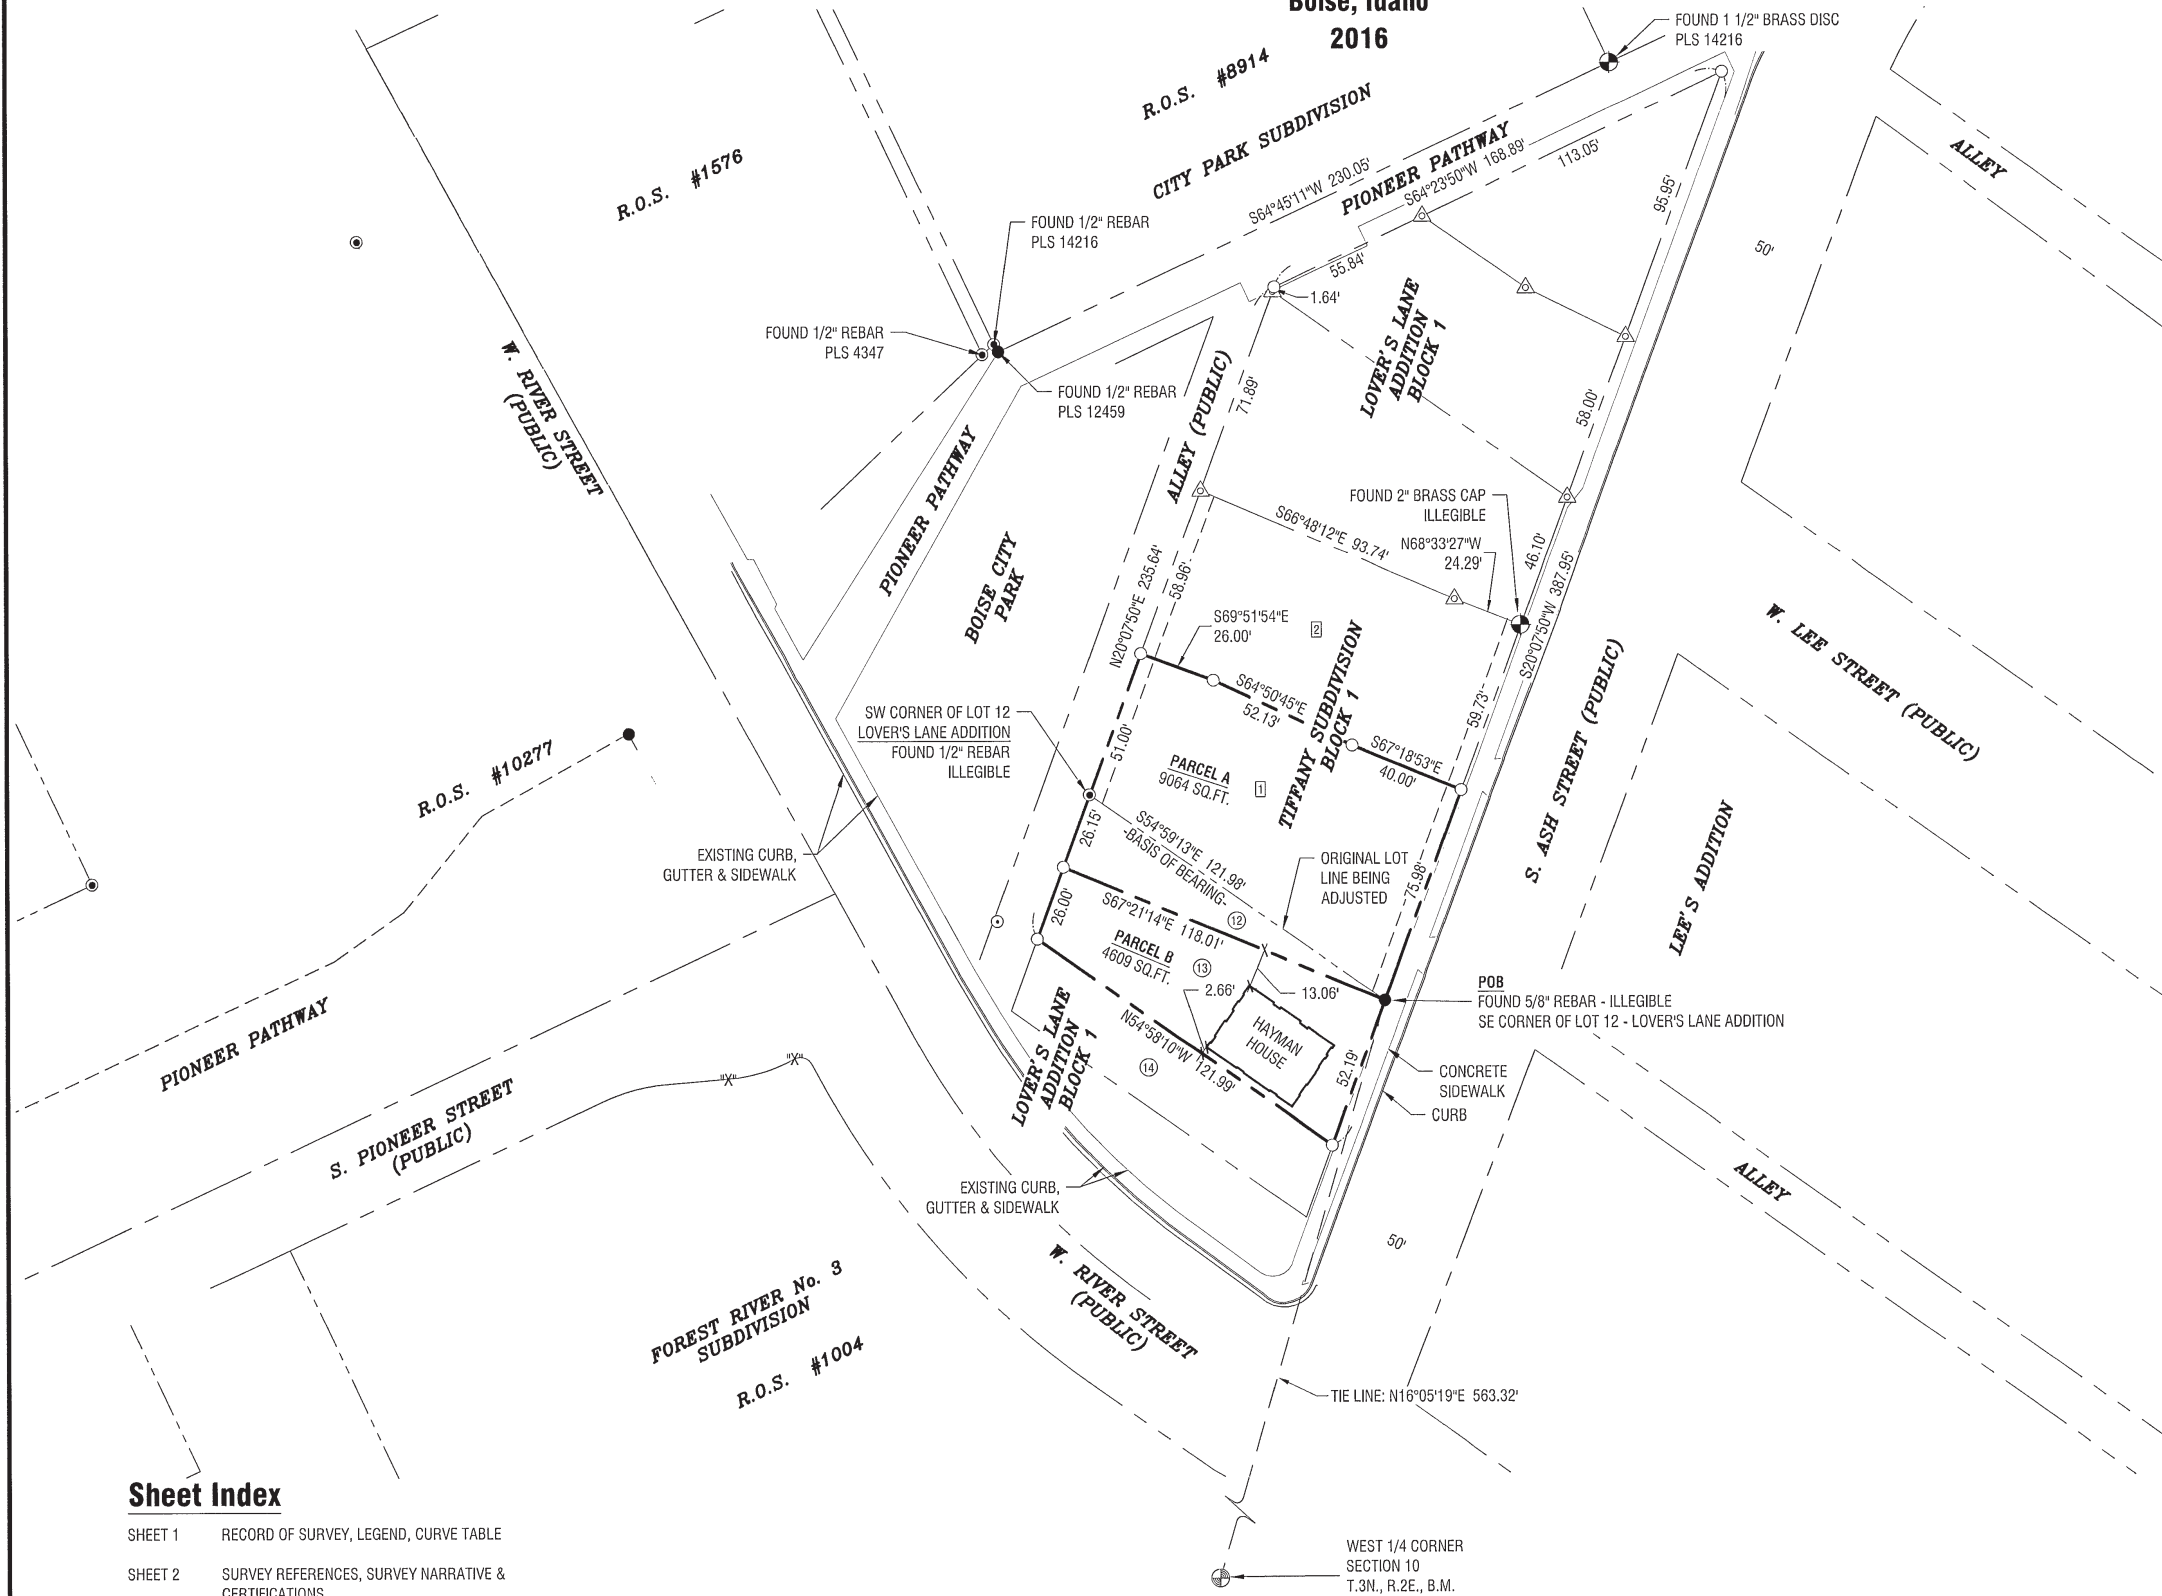 Boise, Idaho
2016
FOUND 1 1/2" BRASS DISC
PLS 14216
R.O.S. #8914
CITY PARK SUBDIVISION
R.O.S. #1576
ALLEY
S64°45'11"W 230.05'
PIONEER PATHWAY
S64°23'50"W 168.89'
113.05'
95.95'
50'
FOUND 1/2" REBAR
PLS 14216
55.84'
1.64'
FOUND 1/2" REBAR
PLS 4347
FOUND 1/2" REBAR
PLS 12459
W. RIVER STREET
(PUBLIC)
ALLEY (PUBLIC)
71.89'
LOVER'S LANE
ADDITION
BLOCK 1
58.00'
PIONEER PATHWAY
BOISE CITY
PARK
FOUND 2" BRASS CAP
ILLEGIBLE
S66°48'12"E 93.74'
N68°33'27"W
24.29'
46.10'
S20°07'50"W 387.95'
N20°07'50"E 235.64'
58.96'
S69°51'54"E
26.00'
2
S64°50'45"E
52.13'
TIFFANY SUBDIVISION
BLOCK 1
59.73'
W. LEE STREET (PUBLIC)
S. ASH STREET (PUBLIC)
SW CORNER OF LOT 12
LOVER'S LANE ADDITION
FOUND 1/2" REBAR
ILLEGIBLE
51.00'
S67°18'53"E
40.00'
PARCEL A
9064 SQ.FT.
1
R.O.S. #10277
EXISTING CURB,
GUTTER & SIDEWALK
26.15'
S54°59'13"E 121.98'
-BASIS OF BEARING-
ORIGINAL LOT
LINE BEING
ADJUSTED
75.98'
LEE'S ADDITION
26.00'
S67°21'14"E 118.01'
12
PARCEL B
4609 SQ.FT.
13
2.66'
13.06'
POB
FOUND 5/8" REBAR - ILLEGIBLE
SE CORNER OF LOT 12 - LOVER'S LANE ADDITION
HAYMAN
HOUSE
N54°58'10"W 121.99'
14
52.19'
LOVER'S LANE
ADDITION
BLOCK 1
CONCRETE
SIDEWALK
CURB
PIONEER PATHWAY
"X"
"X"
S. PIONEER STREET
(PUBLIC)
ALLEY
EXISTING CURB,
GUTTER & SIDEWALK
50'
W. RIVER STREET
(PUBLIC)
FOREST RIVER No. 3
SUBDIVISION
R.O.S. #1004
TIE LINE: N16°05'19"E 563.32'
Sheet Index
SHEET 1 RECORD OF SURVEY, LEGEND, CURVE TABLE
SHEET 2 SURVEY REFERENCES, SURVEY NARRATIVE &
CERTIFICATIONS
WEST 1/4 CORNER
SECTION 10
T.3N., R.2E., B.M.